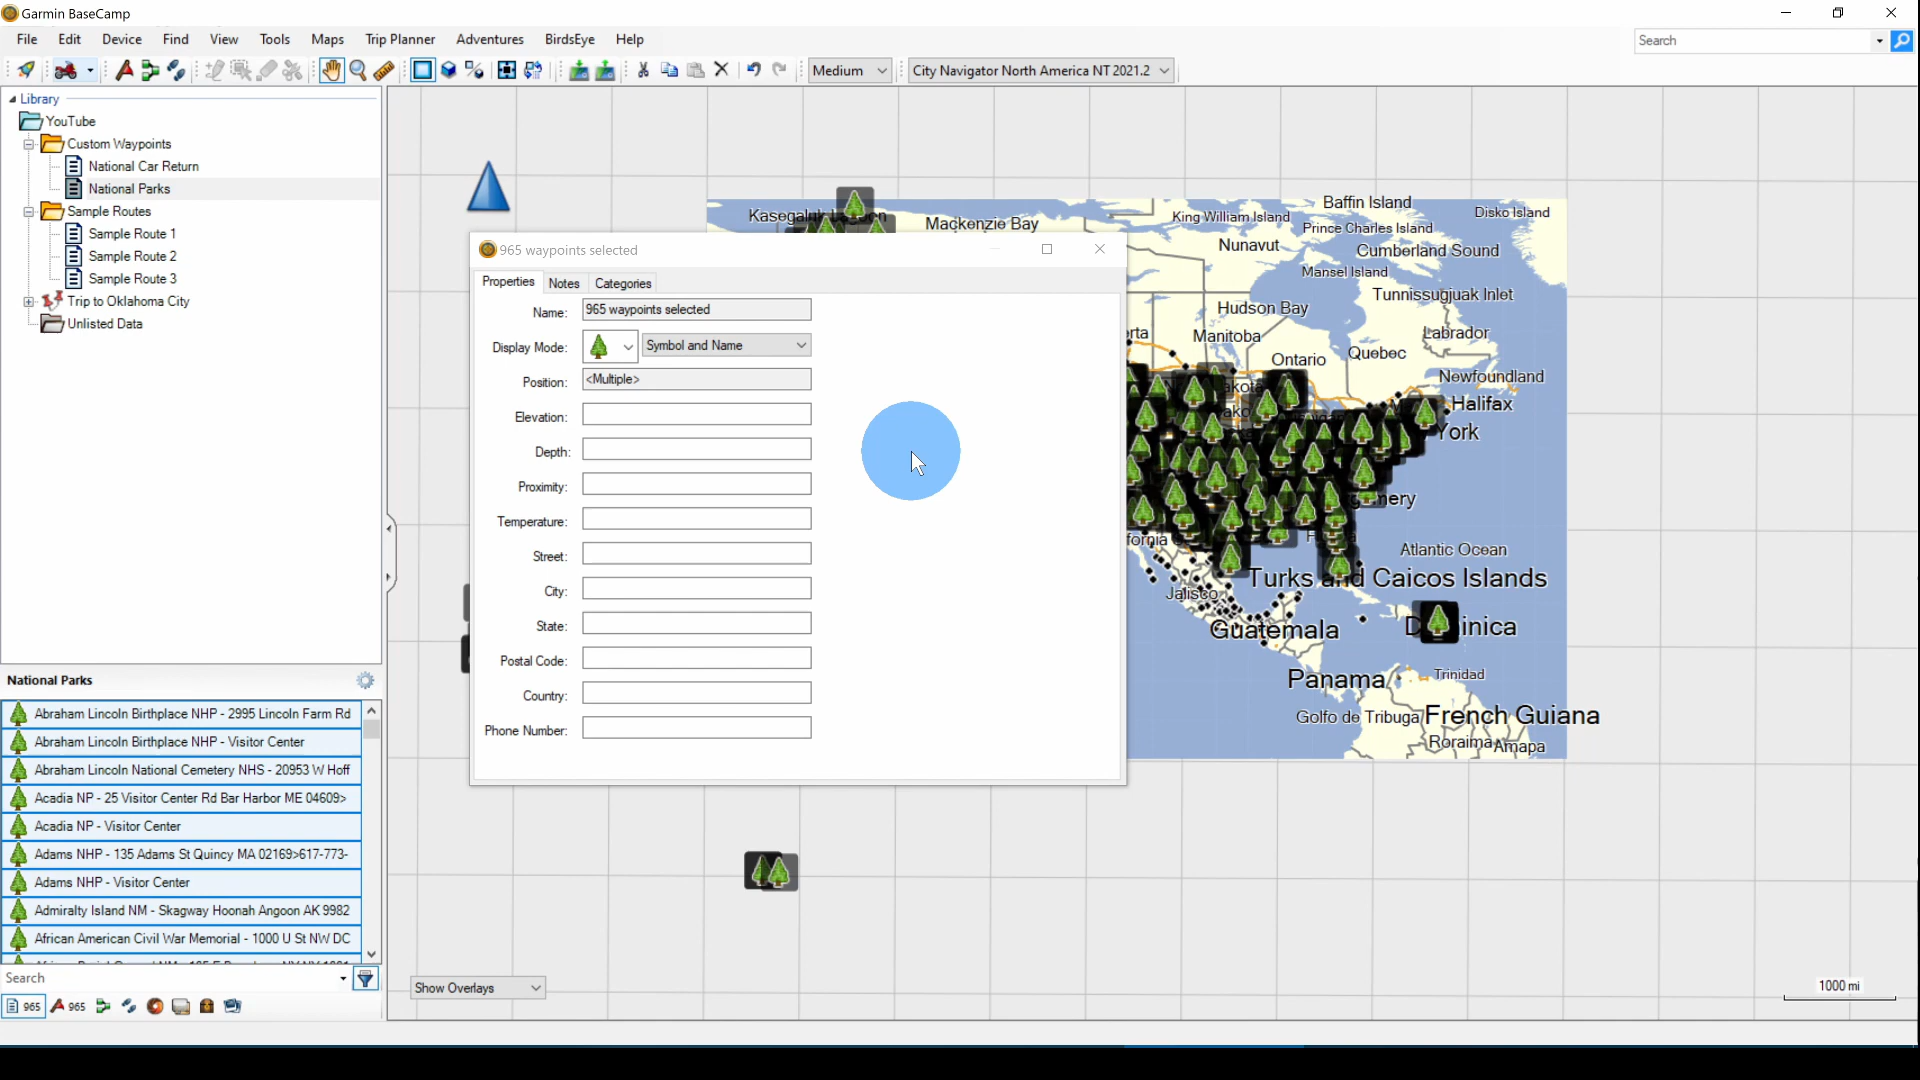 Garmin BaseCamp
File Edit Device Find View Tools Maps Trip Planner Adventures BirdsEye Help
Search
Medium
City Navigator North America NT 2021.2
Library
YouTube
Custom Waypoints
National Car Return
National Parks
Sample Routes
Sample Route 1
Sample Route 2
Sample Route 3
Trip to Oklahoma City
Unlisted Data
National Parks
Abraham Lincoln Birthplace NHP - 2995 Lincoln Farm Rd
Abraham Lincoln Birthplace NHP - Visitor Center
Abraham Lincoln National Cemetery NHS - 20953 W Hoff
Acadia NP - 25 Visitor Center Rd Bar Harbor ME 04609>
Acadia NP - Visitor Center
Adams NHP - 135 Adams St Quincy MA 02169>617-773-
Adams NHP - Visitor Center
Admiralty Island NM - Skagway Hoonah Angoon AK 9982
African American Civil War Memorial - 1000 U St NW DC
Search
965
965
965 waypoints selected
Properties Notes Categories
Name: 965 waypoints selected
Display Mode: Symbol and Name
Position: <Multiple>
Elevation:
Depth:
Proximity:
Temperature:
Street:
City:
State:
Postal Code:
Country:
Phone Number:
Mackenzie Bay
King William Island
Baffin Island
Disko Island
Prince Charles Island
Nunavut
Cumberland Sound
Mansel Island
Tunnissugjuak Inlet
Hudson Bay
Manitoba
Labrador
Ontario
Quebec
Newfoundland
Halifax
York
Atlantic Ocean
Turks and Caicos Islands
Jalisco
Guatemala
Panama
Trinidad
Golfo de Tribuga
French Guiana
Roraima
Amapa
Show Overlays
1000 mi